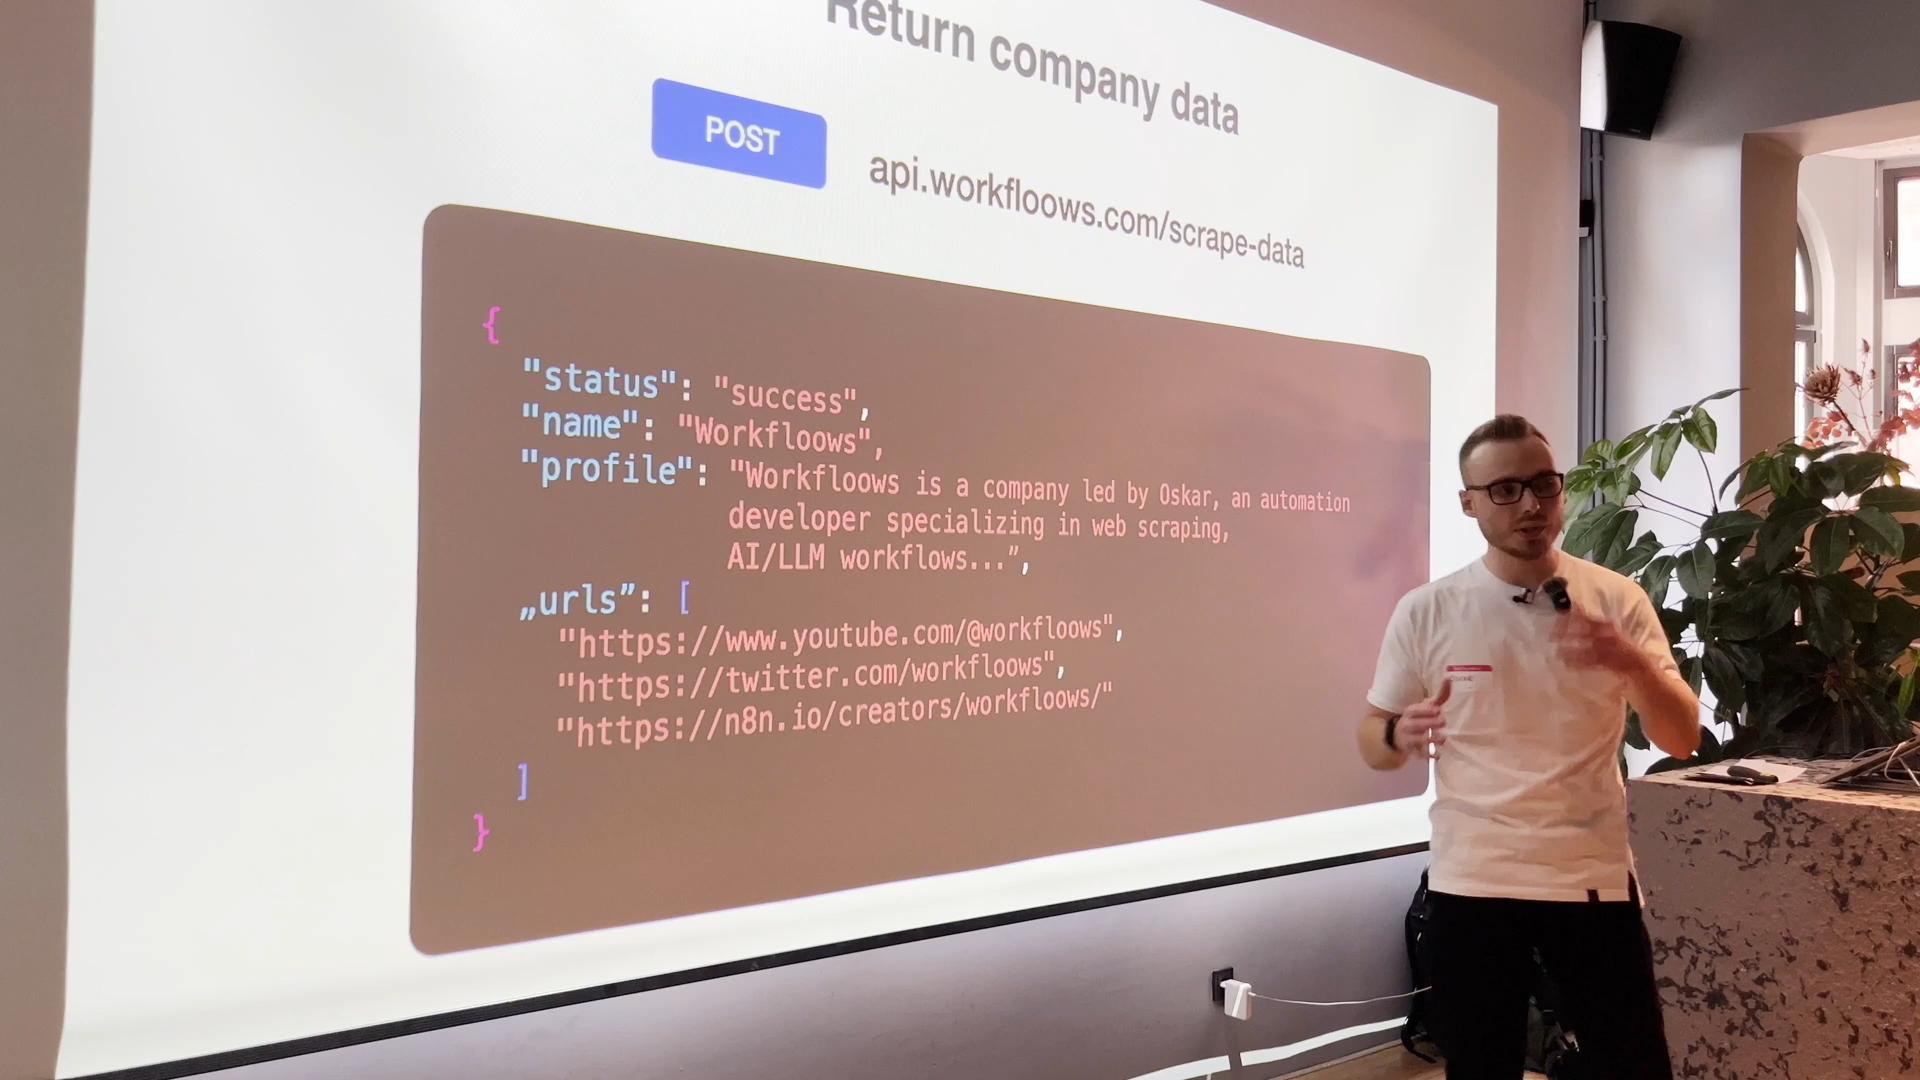 Return company data
POST
api.workfloows.com/scrape-data
{
"status": "success",
"name": "Workfloows",
"profile": "Workfloows is a company led by Oskar, an automation
developer specializing in web scraping,
AI/LLM workflows...”,
„urls”: [
"https://www.youtube.com/@workfloows",
"https://twitter.com/workfloows",
"https://n8n.io/creators/workfloows/"
]
}